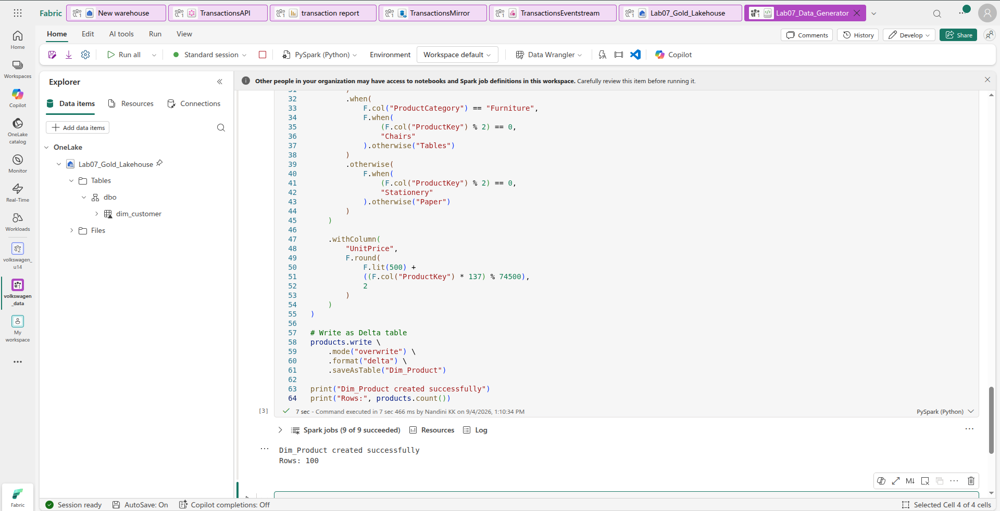 Fabric
New warehouse
TransactionsAPI
transaction report
TransactionsMirror
TransactionsEventstream
Lab07_Gold_Lakehouse
Lab07_Data_Generator
Home
Edit
AI tools
Run
View
Comments
History
Develop
Share
Run all
Standard session
PySpark (Python)
Environment
Workspace default
Data Wrangler
Copilot
Home
Workspaces
Copilot
OneLake
catalog
Monitor
Real-Time
Workloads
volkswagen_
u14
volkswagen
_data
My
workspace
Fabric
Explorer
Data items
Resources
Connections
Add data items
OneLake
Lab07_Gold_Lakehouse
Tables
dbo
dim_customer
Files
Other people in your organization may have access to notebooks and Spark job definitions in this workspace. Carefully review this item before running it.
32 .when(
33 F.col("ProductCategory") == "Furniture",
34 F.when(
35 (F.col("ProductKey") % 2) == 0,
36 "Chairs"
37 ).otherwise("Tables")
38 )
39 .otherwise(
40 F.when(
41 (F.col("ProductKey") % 2) == 0,
42 "Stationery"
43 ).otherwise("Paper")
44 )
45 )
46
47 .withColumn(
48 "UnitPrice",
49 F.round(
50 F.lit(500) +
51 ((F.col("ProductKey") * 137) % 74500),
52 2
53 )
54 )
55 )
56
57 # Write as Delta table
58 products.write \
59 .mode("overwrite") \
60 .format("delta") \
61 .saveAsTable("Dim_Product")
62
63 print("Dim_Product created successfully")
64 print("Rows:", products.count())
[3] 7 sec - Command executed in 7 sec 466 ms by Nandini KK on 9/4/2026, 1:10:34 PM
PySpark (Python)
Spark jobs (9 of 9 succeeded)
Resources
Log
Dim_Product created successfully
Rows: 100
M↓
Session ready
AutoSave: On
Copilot completions: Off
Selected Cell 4 of 4 cells